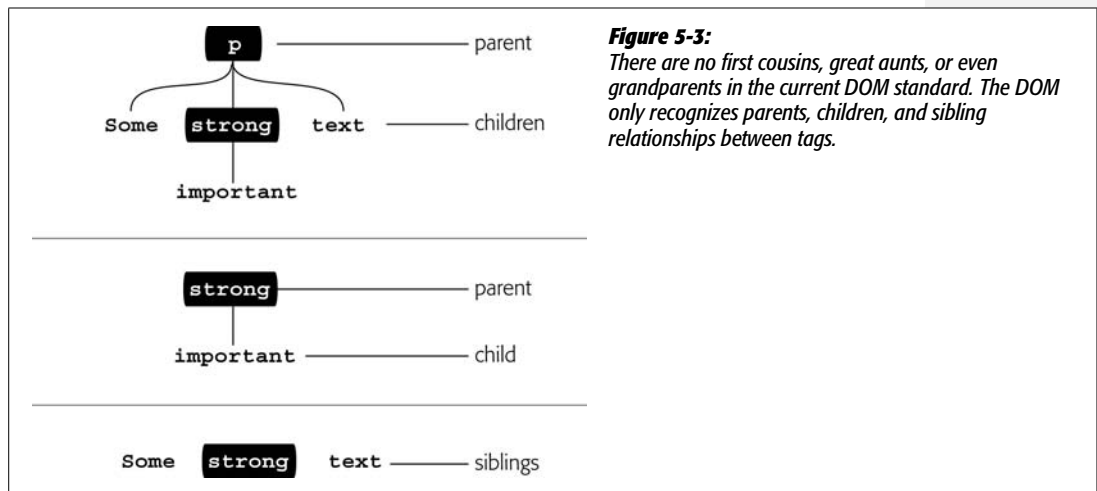 p parent
Some strong text children
important
strong parent
important child
Some strong text siblings
Figure 5-3:
There are no first cousins, great aunts, or even
grandparents in the current DOM standard. The DOM
only recognizes parents, children, and sibling
relationships between tags.